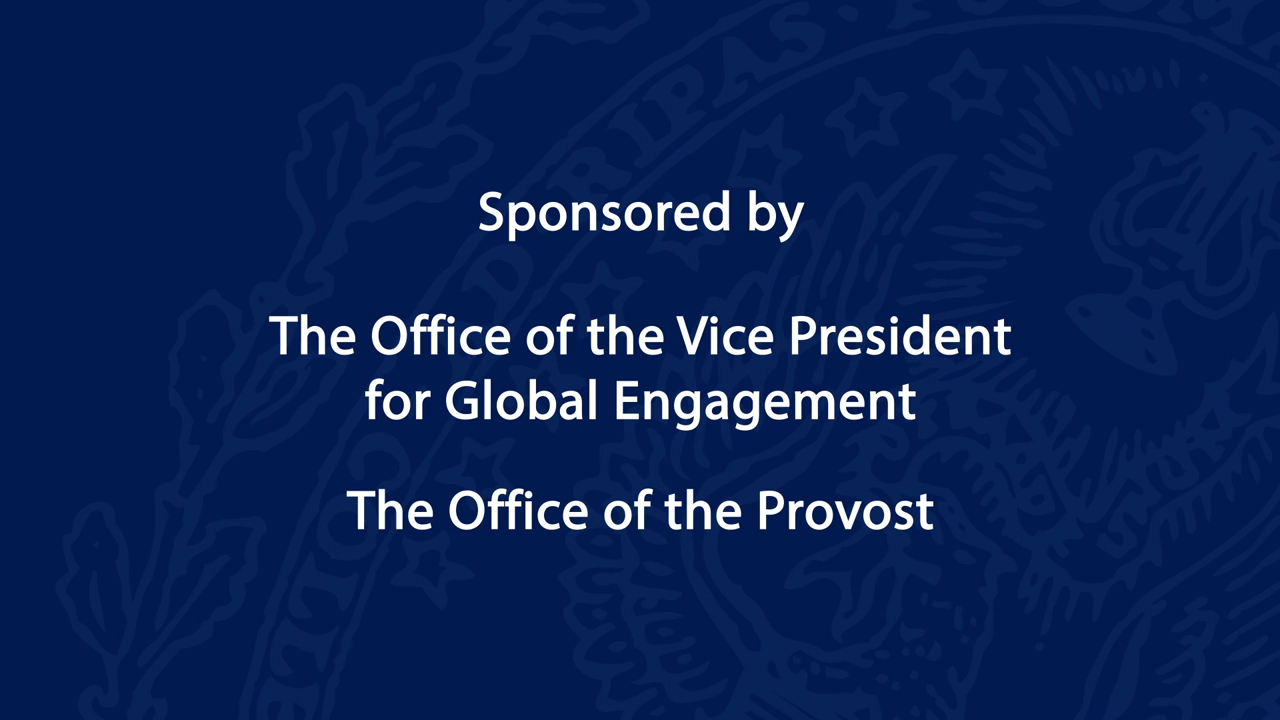 Sponsored by
The Office of the Vice President
for Global Engagement
The Office of the Provost